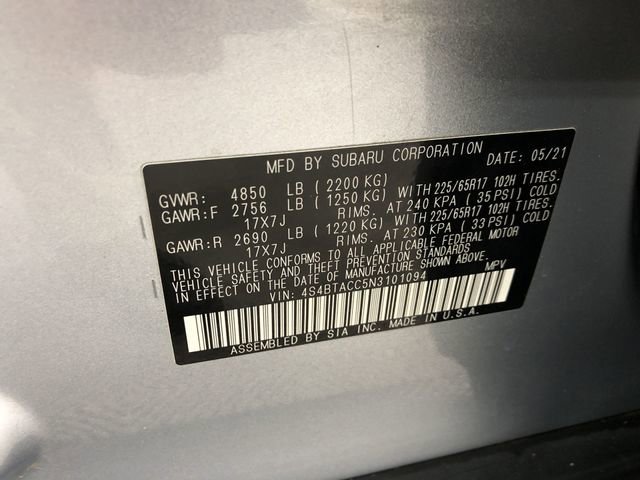 MFD BY SUBARU CORPORATION DATE: 05/21
GVWR: 4850 LB ( 2200 KG)
GAWR:F 2756 LB ( 1250 KG) WITH 225/65R17 102H TIRES.
17X7J RIMS. AT 240 KPA ( 35 PSI) COLD
GAWR:R 2690 LB ( 1220 KG) WITH 225/65R17 102H TIRES.
17X7J RIMS. AT 230 KPA ( 33 PSI) COLD
THIS VEHICLE CONFORMS TO ALL APPLICABLE FEDERAL MOTOR
VEHICLE SAFETY AND THEFT PREVENTION STANDARDS
IN EFFECT ON THE DATE OF MANUFACTURE SHOWN ABOVE.
VIN: 4S4BTACC5N3101094 MPV
ASSEMBLED BY SIA INC. MADE IN U.S.A.